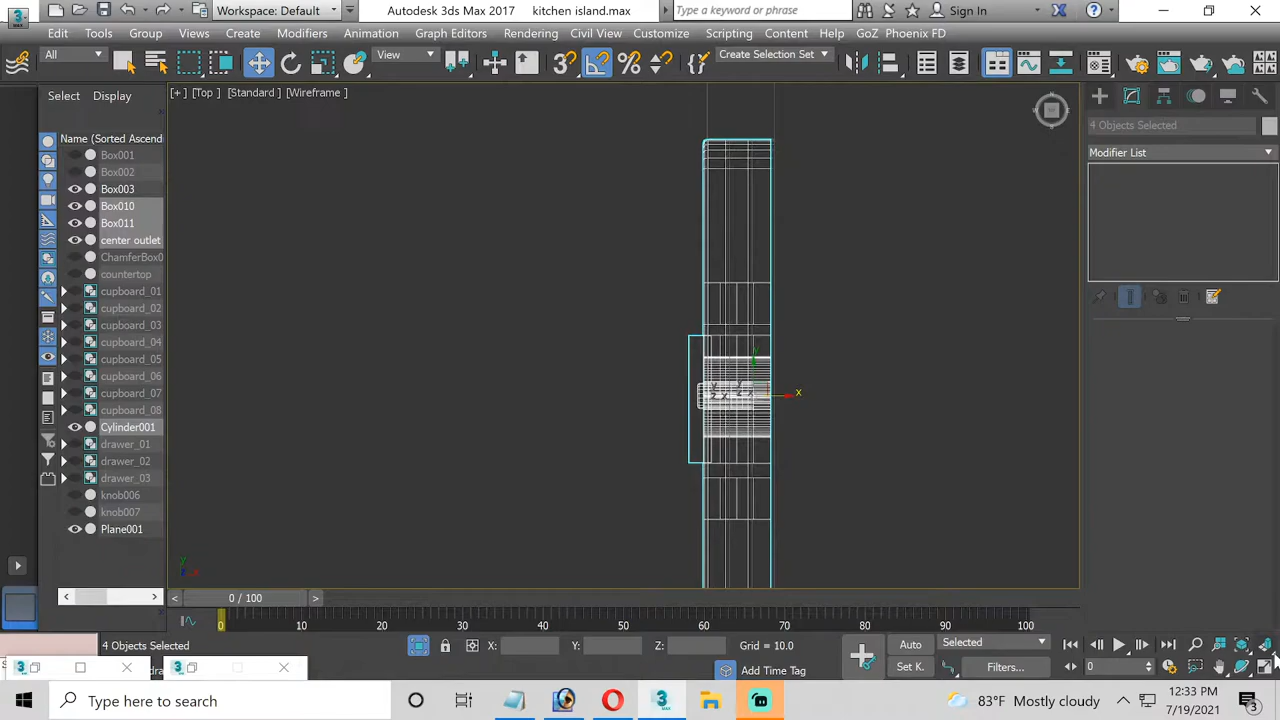 Workspace: Default
Autodesk 3ds Max 2017 kitchen island.max
Type a keyword or phrase
Sign In
Edit Tools Group Views Create Modifiers Animation Graph Editors Rendering Civil View Customize Scripting Content Help GoZ Phoenix FD
All
View
Create Selection Set
Select Display
[+] [Top] [Standard] [Wireframe]
4 Objects Selected
Modifier List
Name (Sorted Ascend
Box001
Box002
Box003
Box010
Box011
center outlet
ChamferBox0
countertop
cupboard_01
cupboard_02
cupboard_03
cupboard_04
cupboard_05
cupboard_06
cupboard_07
cupboard_08
Cylinder001
drawer_01
drawer_02
drawer_03
knob006
knob007
Plane001
y
x
y
x
0 / 100
0 10 20 30 40 50 60 70 80 90 100
4 Objects Selected
X: Y: Z: Grid = 10.0
Auto Selected
Add Time Tag
Set K. Filters... 0
Type here to search
83°F Mostly cloudy
12:33 PM
7/19/2021
3